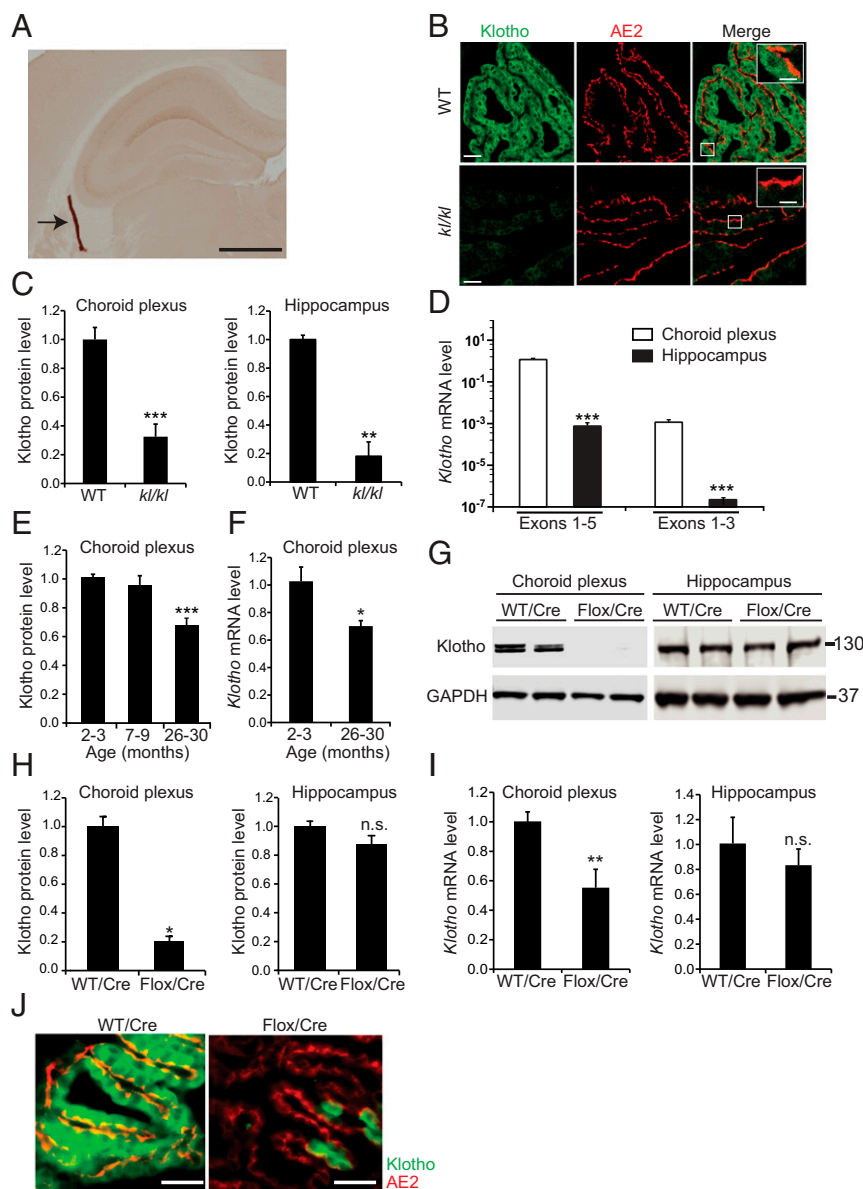 A
B
Klotho AE2 Merge
WT
kl/kl
C
Choroid plexus
Klotho protein level
1.2
1.0
0.8
0.6
0.4
0.2
0.0
***
WT kl/kl
Hippocampus
Klotho protein level
1.2
1.0
0.8
0.6
0.4
0.2
0.0
**
WT kl/kl
D
Klotho mRNA level
10¹
10⁻¹
10⁻³
10⁻⁵
10⁻⁷
Choroid plexus
Hippocampus
***
***
Exons 1-5 Exons 1-3
E
Choroid plexus
Klotho protein level
1.2
1.0
0.8
0.6
0.4
0.2
0.0
***
2-3 7-9 26-30
Age (months)
F
Choroid plexus
Klotho mRNA level
1.2
1.0
0.8
0.6
0.4
0.2
0.0
*
2-3 26-30
Age (months)
G
Choroid plexus Hippocampus
WT/Cre Flox/Cre WT/Cre Flox/Cre
Klotho 130
GAPDH 37
H
Choroid plexus
Klotho protein level
1.2
1.0
0.8
0.6
0.4
0.2
0.0
*
WT/Cre Flox/Cre
Hippocampus
Klotho protein level
1.2
1.0
0.8
0.6
0.4
0.2
0.0
n.s.
WT/Cre Flox/Cre
I
Choroid plexus
Klotho mRNA level
1.2
1.0
0.8
0.6
0.4
0.2
0.0
**
WT/Cre Flox/Cre
Hippocampus
Klotho mRNA level
1.4
1.2
1.0
0.8
0.6
0.4
0.2
0.0
n.s.
WT/Cre Flox/Cre
J
WT/Cre Flox/Cre
Klotho
AE2